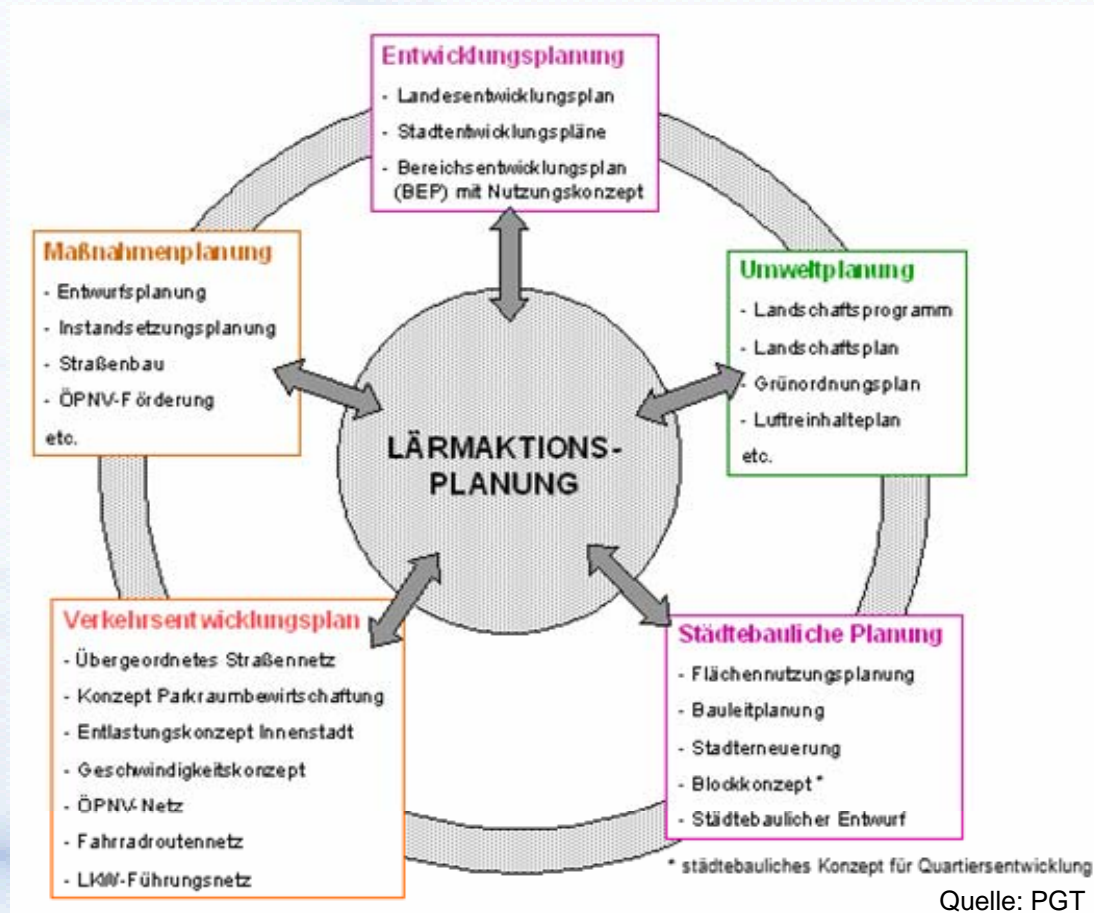 Entwicklungsplanung
- Landesentwicklungsplan
- Stadtentwicklungspläne
- Bereichsentwicklungsplan
(BEP) mit Nutzungskonzept
Maßnahmenplanung
- Entwurfsplanung
- Instandsetzungsplanung
- Straßenbau
- ÖPNV-Förderung
etc.
Umweltplanung
- Landschaftsprogramm
- Landschaftsplan
- Grünordnungsplan
- Luftreinhalteplan
etc.
LÄRMAKTIONS-
PLANUNG
Verkehrsentwicklungsplan
- Übergeordnetes Straßennetz
- Konzept Parkraumbewirtschaftung
- Entlastungskonzept Innenstadt
- Geschwindigkeitskonzept
- ÖPNV-Netz
- Fahrradroutennetz
- LKW-Führungsnetz
Städtebauliche Planung
- Flächennutzungsplanung
- Bauleitplanung
- Stadterneuerung
- Blockkonzept *
- Städtebaulicher Entwurf
* städtebauliches Konzept für Quartiersentwicklung
Quelle: PGT